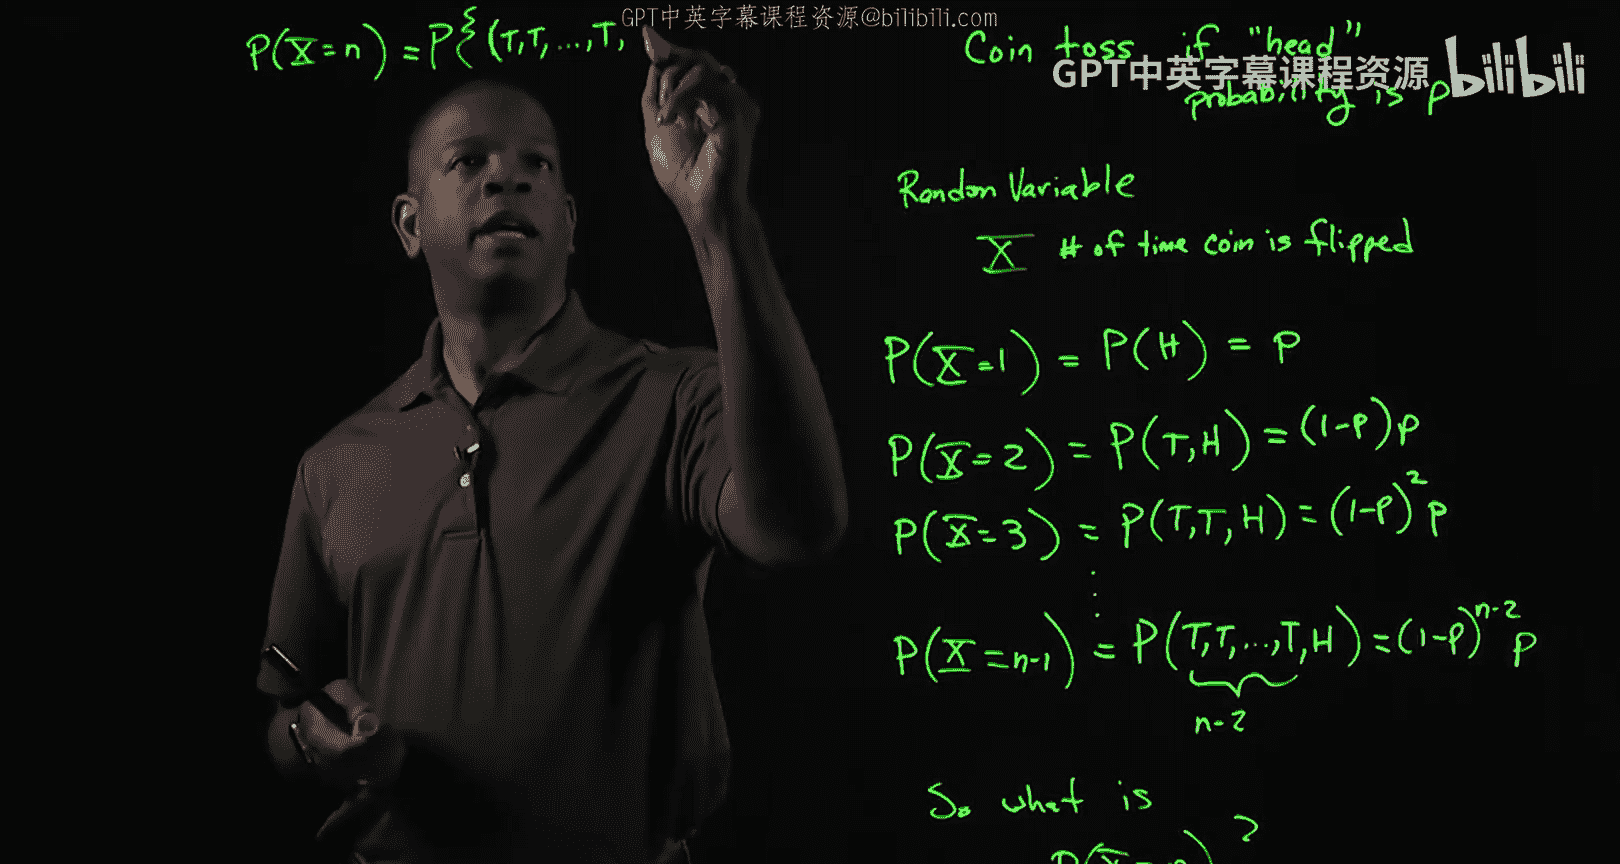 GPT中英字幕课程资源@bilibili.com
P(X=n) = P{(T,T,...,T,
Coin toss if "head"
probability is p
GPT中英字幕课程资源 bilibili
Random Variable
X # of time coin is flipped
P(X=1) = P(H) = p
P(X=2) = P(T,H) = (1-p)p
P(X=3) = P(T,T,H) = (1-p)²p
⋮
P(X=n-1) = P(T,T,...,T,H) = (1-p)ⁿ⁻² p
n-2
So what is
?